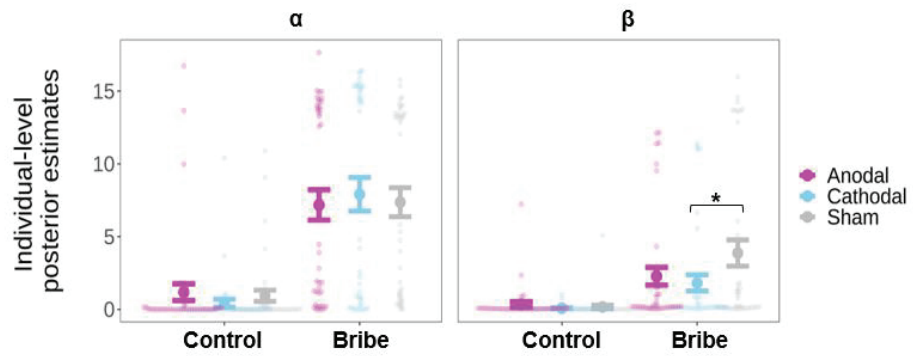 α
β
Individual-level
posterior estimates
15
10
5
0
*
Control
Bribe
Control
Bribe
Anodal
Cathodal
Sham